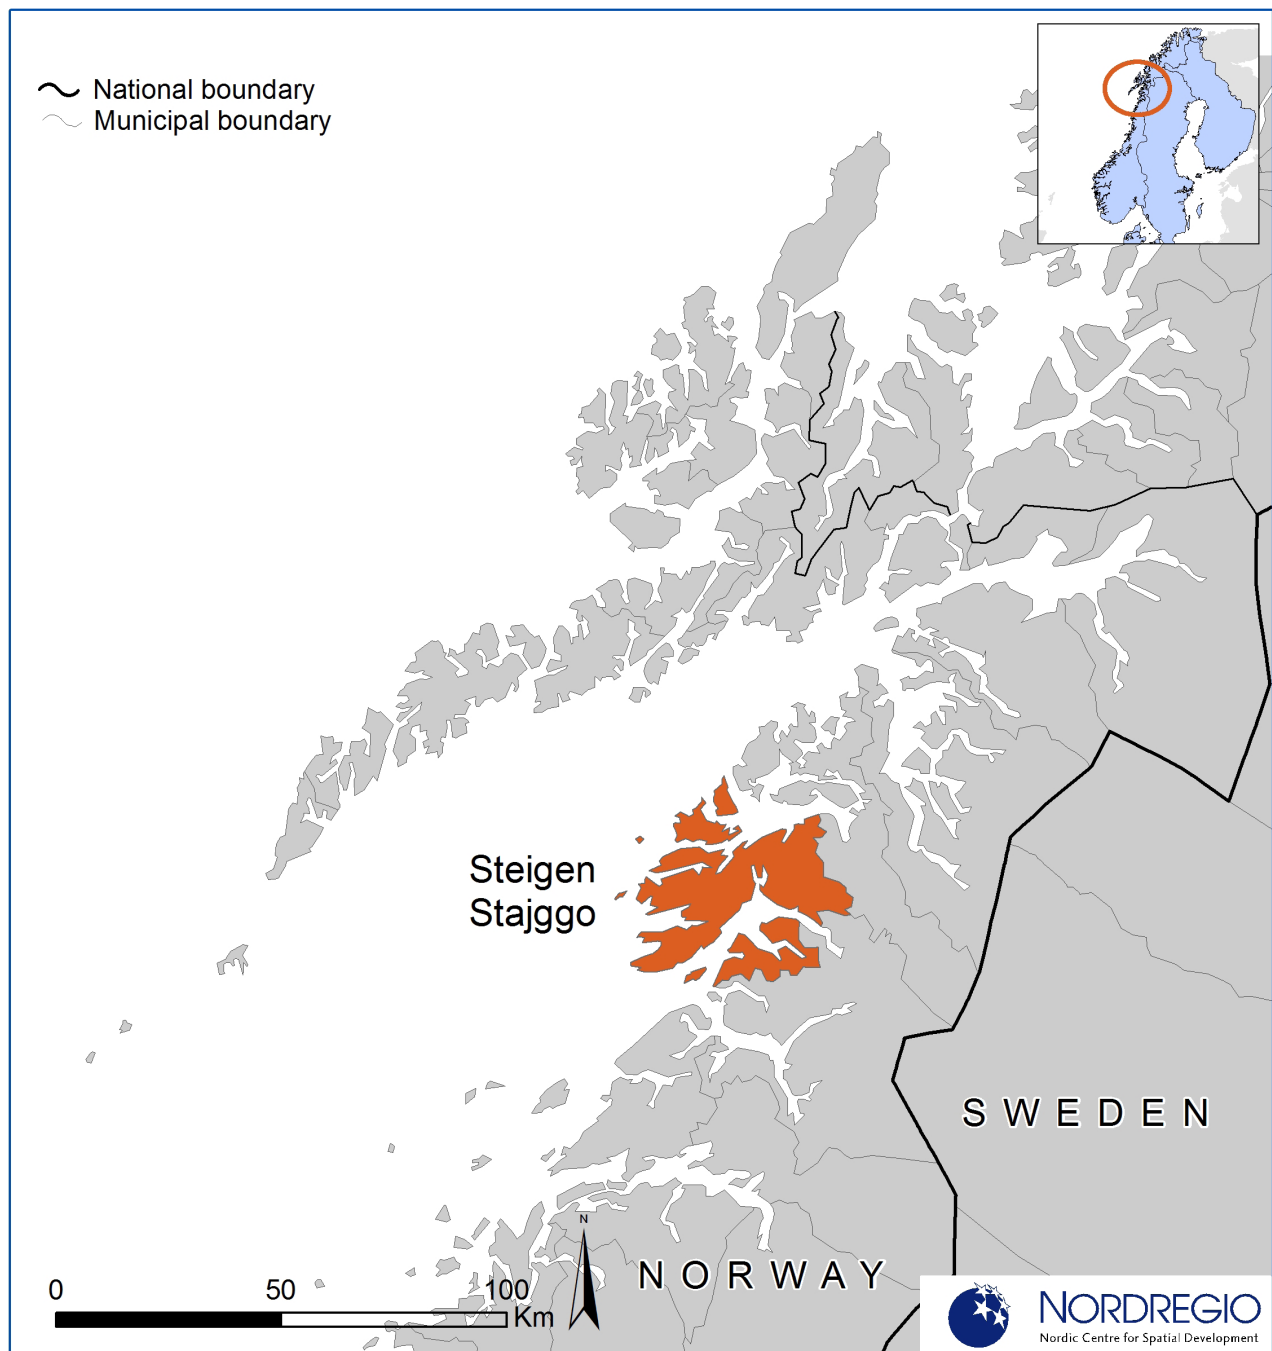 National boundary
Municipal boundary
Steigen
Stajggo
SWEDEN
N
NORWAY
0 50 100
Km
NORDREGIO
Nordic Centre for Spatial Development